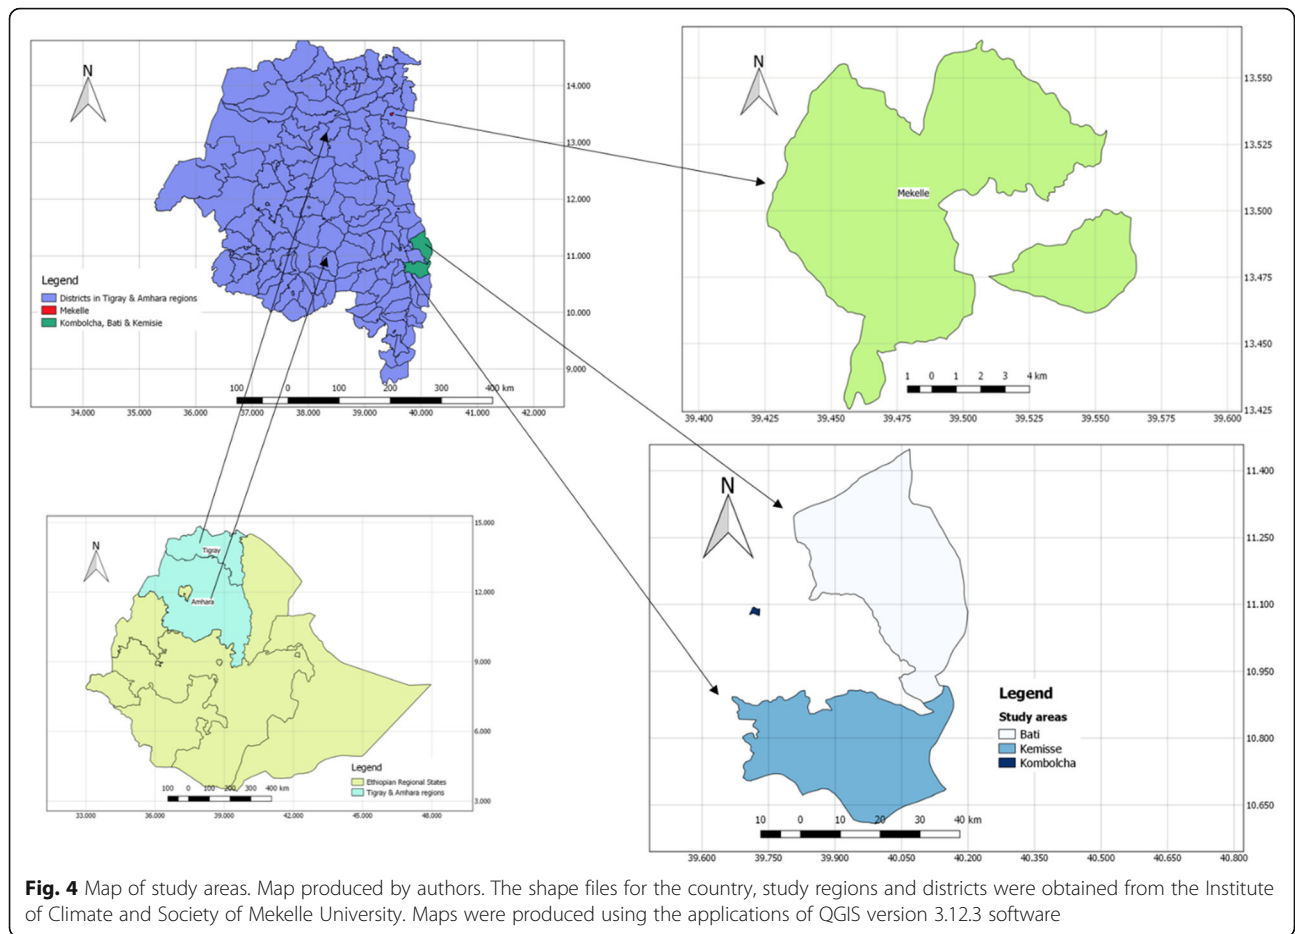 N
14.000
13.000
12.000
11.000
10.000
9.000
Legend
Districts in Tigray & Amhara regions
Mekelle
Kombolcha, Bati & Kemisie
100 0 100 200 300 400 km
34.000 35.000 36.000 37.000 38.000 39.000 40.000 41.000 42.000
N
13.550
13.525
Mekelle
13.500
13.475
13.450
13.425
1 0 1 2 3 4 km
39.400 39.425 39.450 39.475 39.500 39.525 39.550 39.575 39.600
N
15.000
Tigray
12.000
Amhara
9.000
6.000
3.000
Legend
Ethiopian Regional States
Tigray & Amhara regions
100 0 100 200 300 400 km
33.000 36.000 39.000 42.000 45.000 48.000
N
11.400
11.250
11.100
10.950
10.800
10.650
Legend
Study areas
Bati
Kemisse
Kombolcha
10 0 10 20 30 40 km
39.600 39.750 39.900 40.050 40.200 40.350 40.500 40.650 40.800
Fig. 4 Map of study areas. Map produced by authors. The shape files for the country, study regions and districts were obtained from the Institute
of Climate and Society of Mekelle University. Maps were produced using the applications of QGIS version 3.12.3 software